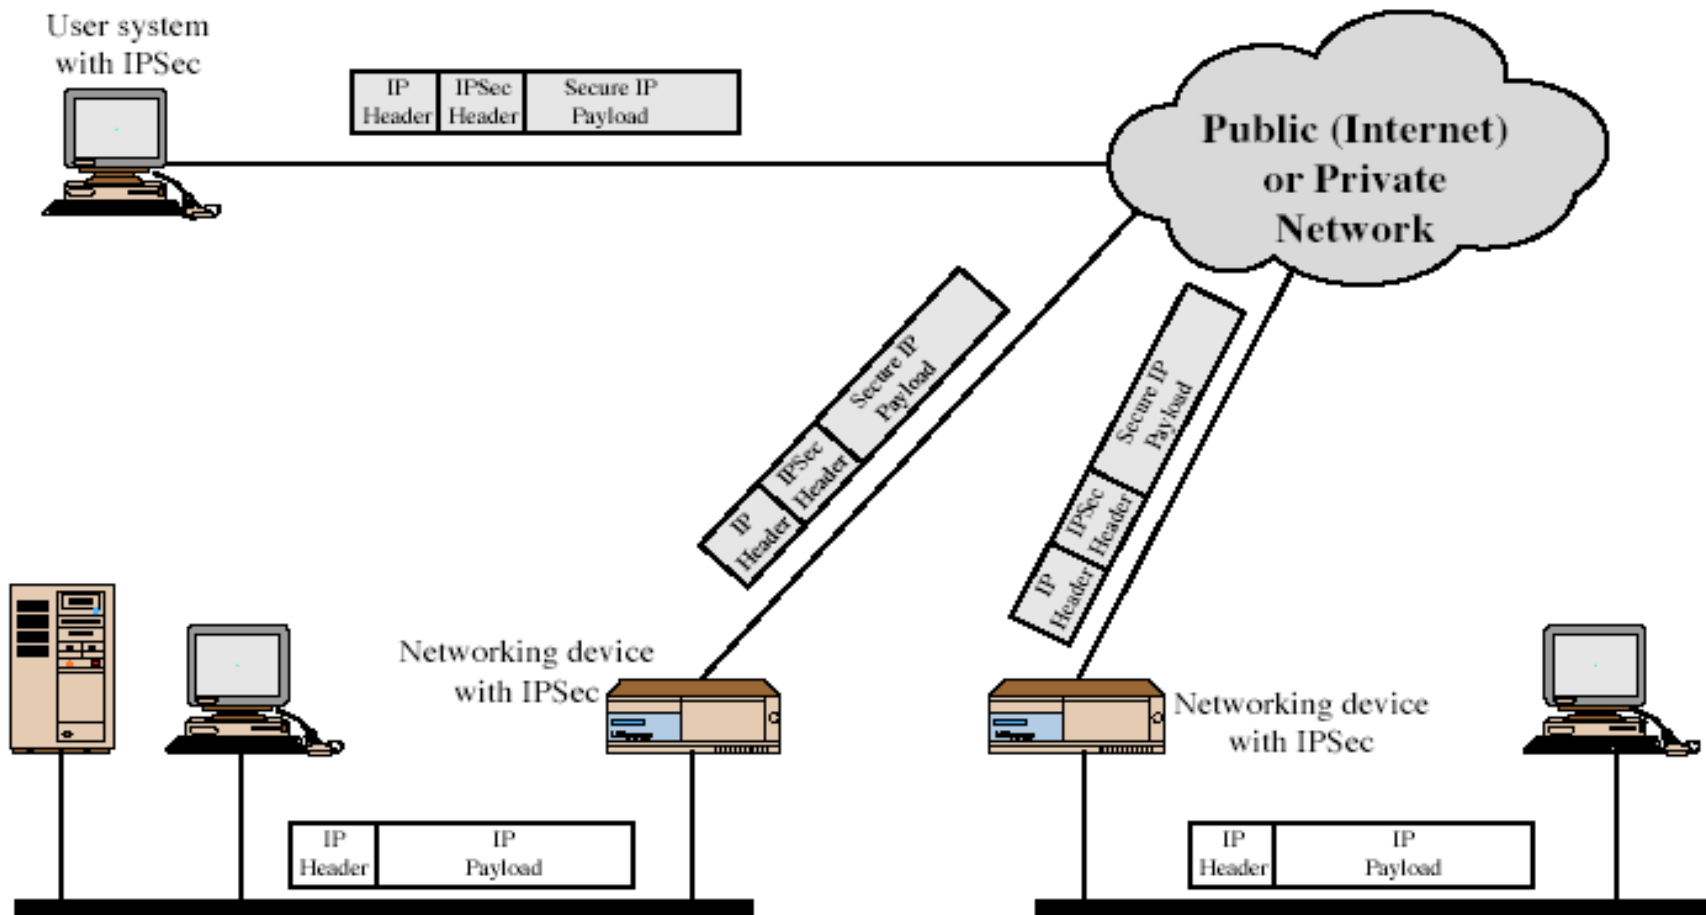 User system
with IPSec
IP
Header
IPSec
Header
Secure IP
Payload
Public (Internet)
or Private
Network
IP
Header
IPSec
Header
Secure IP
Payload
IP
Header
IPSec
Header
Secure IP
Payload
Networking device
with IPSec
Networking device
with IPSec
IP
Header
IP
Payload
IP
Header
IP
Payload